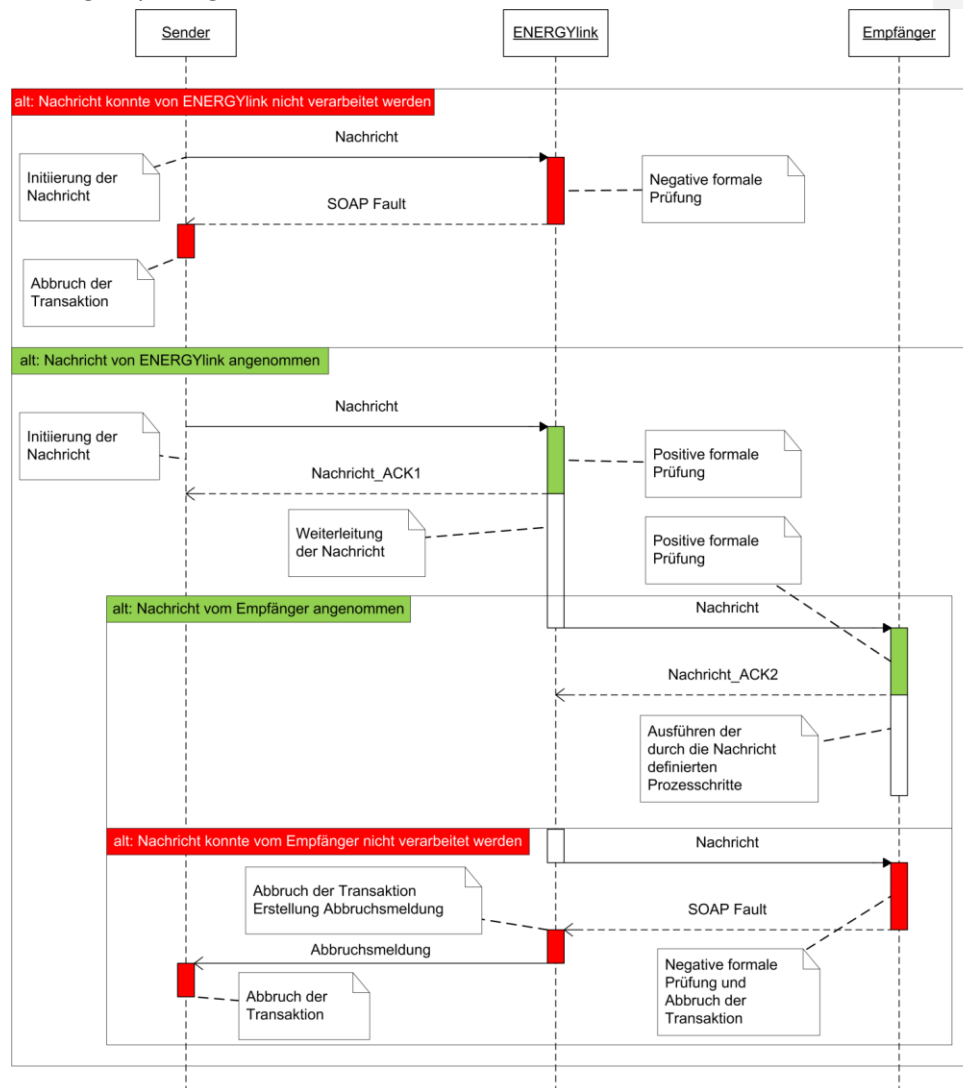 Sender
ENERGYlink
Empfänger
alt: Nachricht konnte von ENERGYlink nicht verarbeitet werden
Nachricht
Initiierung der
Nachricht
Negative formale
Prüfung
SOAP Fault
Abbruch der
Transaktion
alt: Nachricht von ENERGYlink angenommen
Nachricht
Initiierung der
Nachricht
Positive formale
Prüfung
Nachricht_ACK1
Weiterleitung
der Nachricht
Positive formale
Prüfung
alt: Nachricht vom Empfänger angenommen
Nachricht
Nachricht_ACK2
Ausführen der
durch die Nachricht
definierten
Prozesschritte
alt: Nachricht konnte vom Empfänger nicht verarbeitet werden
Nachricht
Abbruch der Transaktion
Erstellung Abbruchsmeldung
SOAP Fault
Abbruchsmeldung
Negative formale
Prüfung und
Abbruch der
Transaktion
Abbruch der
Transaktion